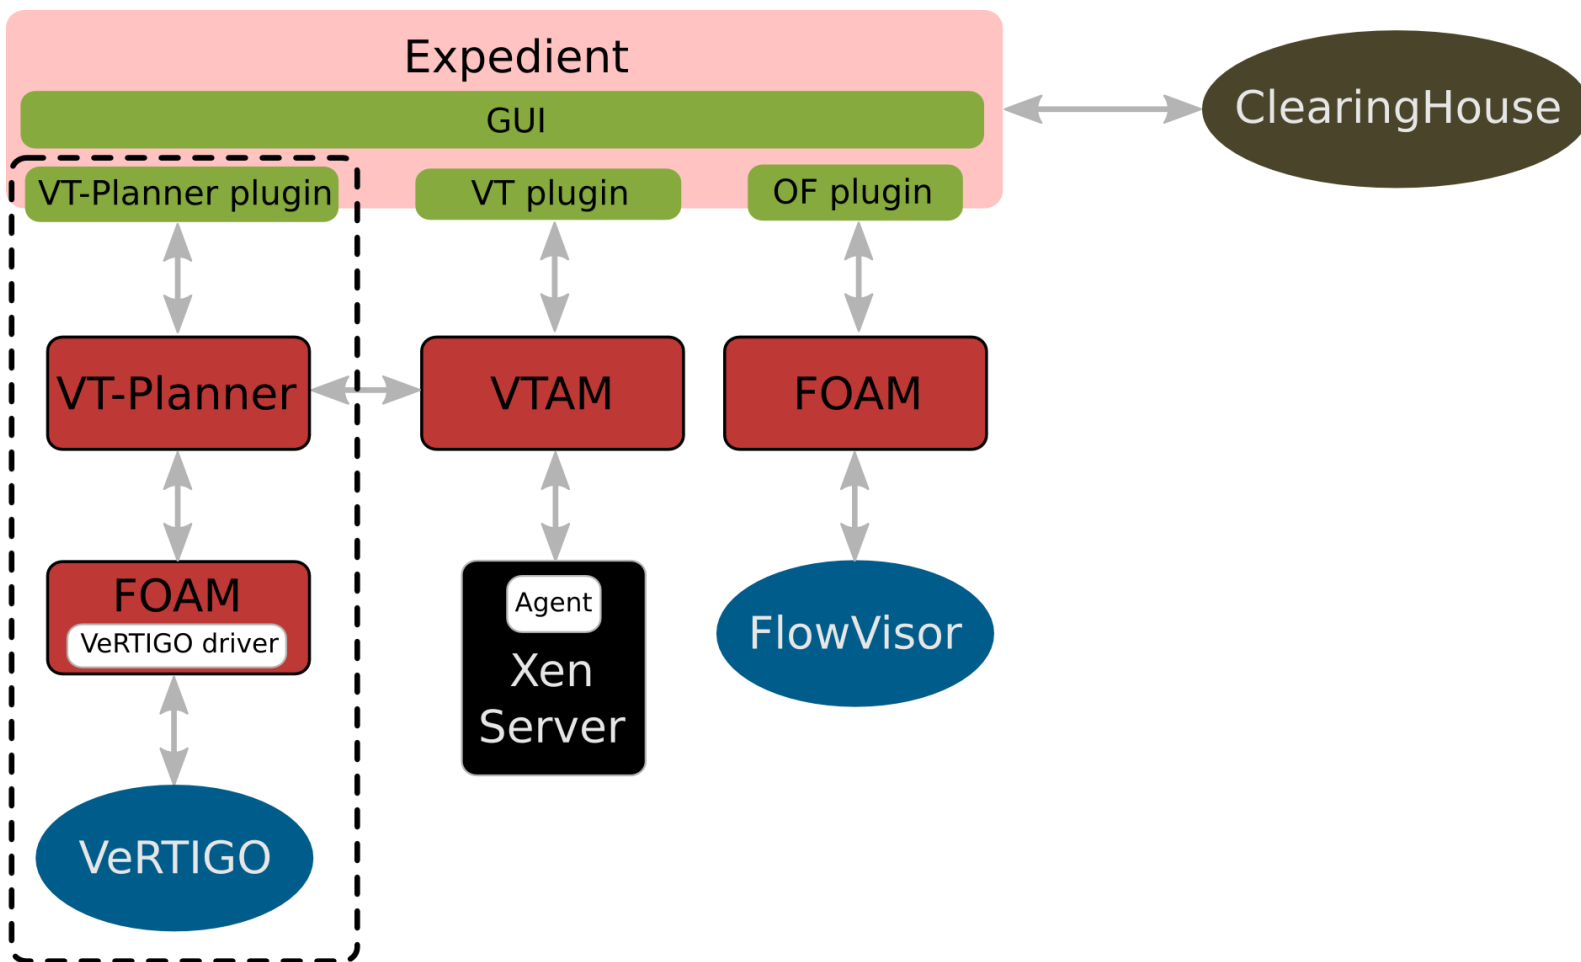 Expedient
GUI
ClearingHouse
VT-Planner plugin
VT plugin
OF plugin
VT-Planner
VTAM
FOAM
FOAM
VeRTIGO driver
Agent
Xen
Server
FlowVisor
VeRTIGO